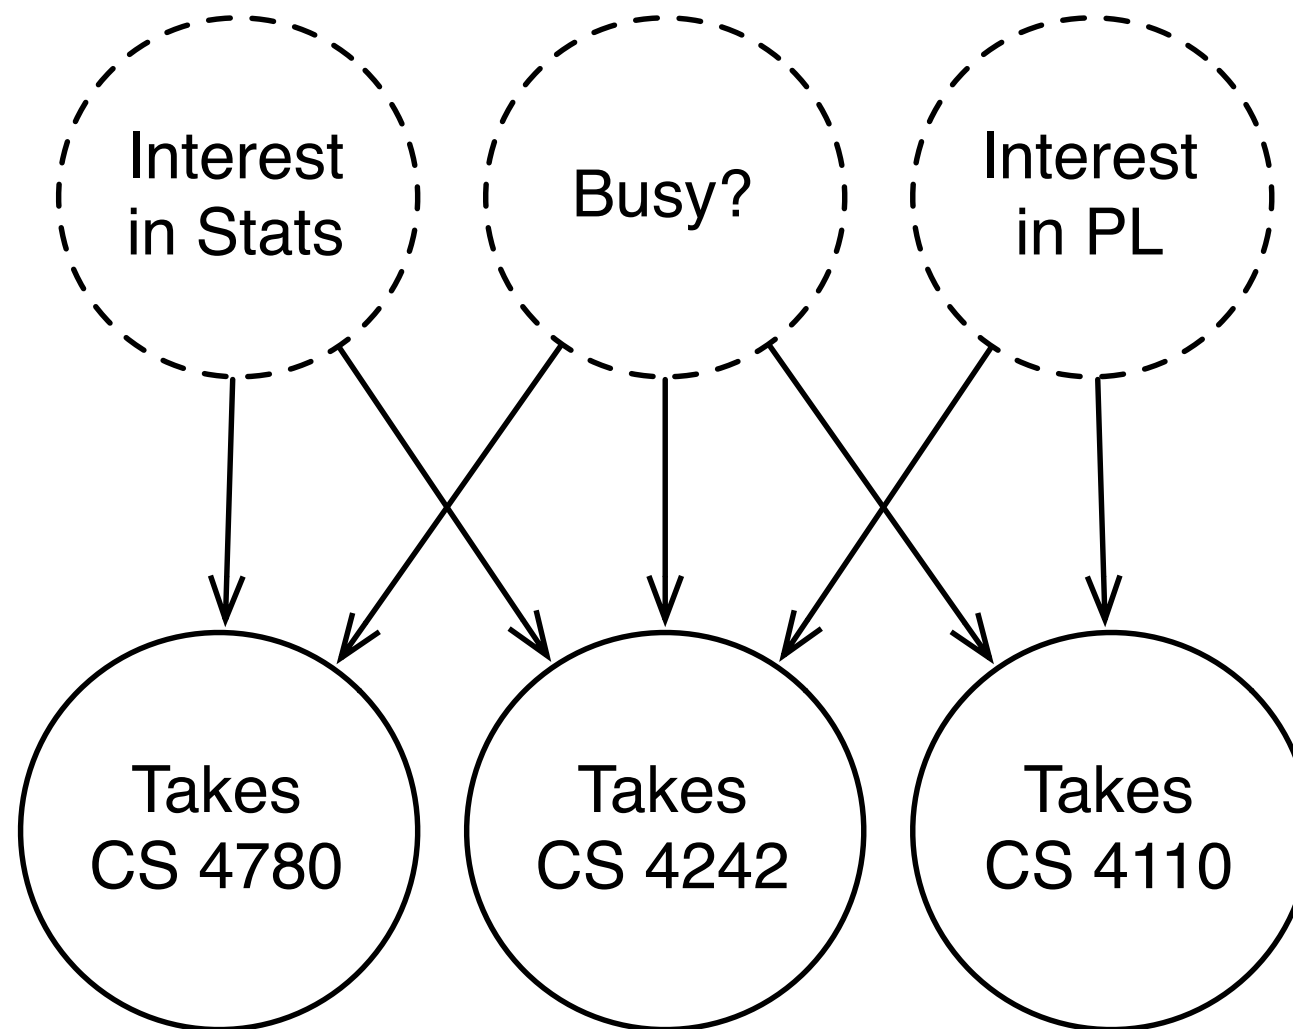 Interest
in Stats
Busy?
Interest
in PL
Takes
CS 4780
Takes
CS 4242
Takes
CS 4110